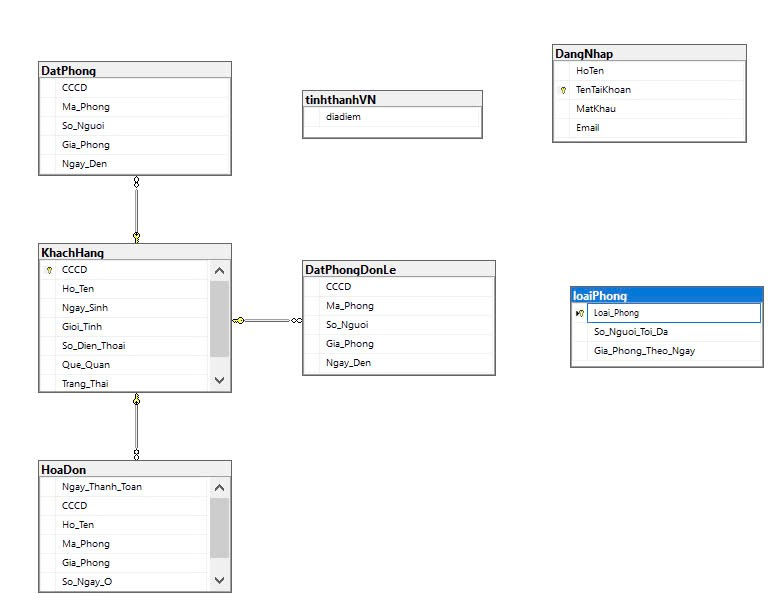 DatPhong
CCCD
Ma_Phong
So_Nguoi
Gia_Phong
Ngay_Den
tinhthanhVN
diadiem
DangNhap
HoTen
TenTaiKhoan
MatKhau
Email
KhachHang
CCCD
Ho_Ten
Ngay_Sinh
Gioi_Tinh
So_Dien_Thoai
Que_Quan
Trang_Thai
DatPhongDonLe
CCCD
Ma_Phong
So_Nguoi
Gia_Phong
Ngay_Den
loaiPhong
Loai_Phong
So_Nguoi_Toi_Da
Gia_Phong_Theo_Ngay
HoaDon
Ngay_Thanh_Toan
CCCD
Ho_Ten
Ma_Phong
Gia_Phong
So_Ngay_O